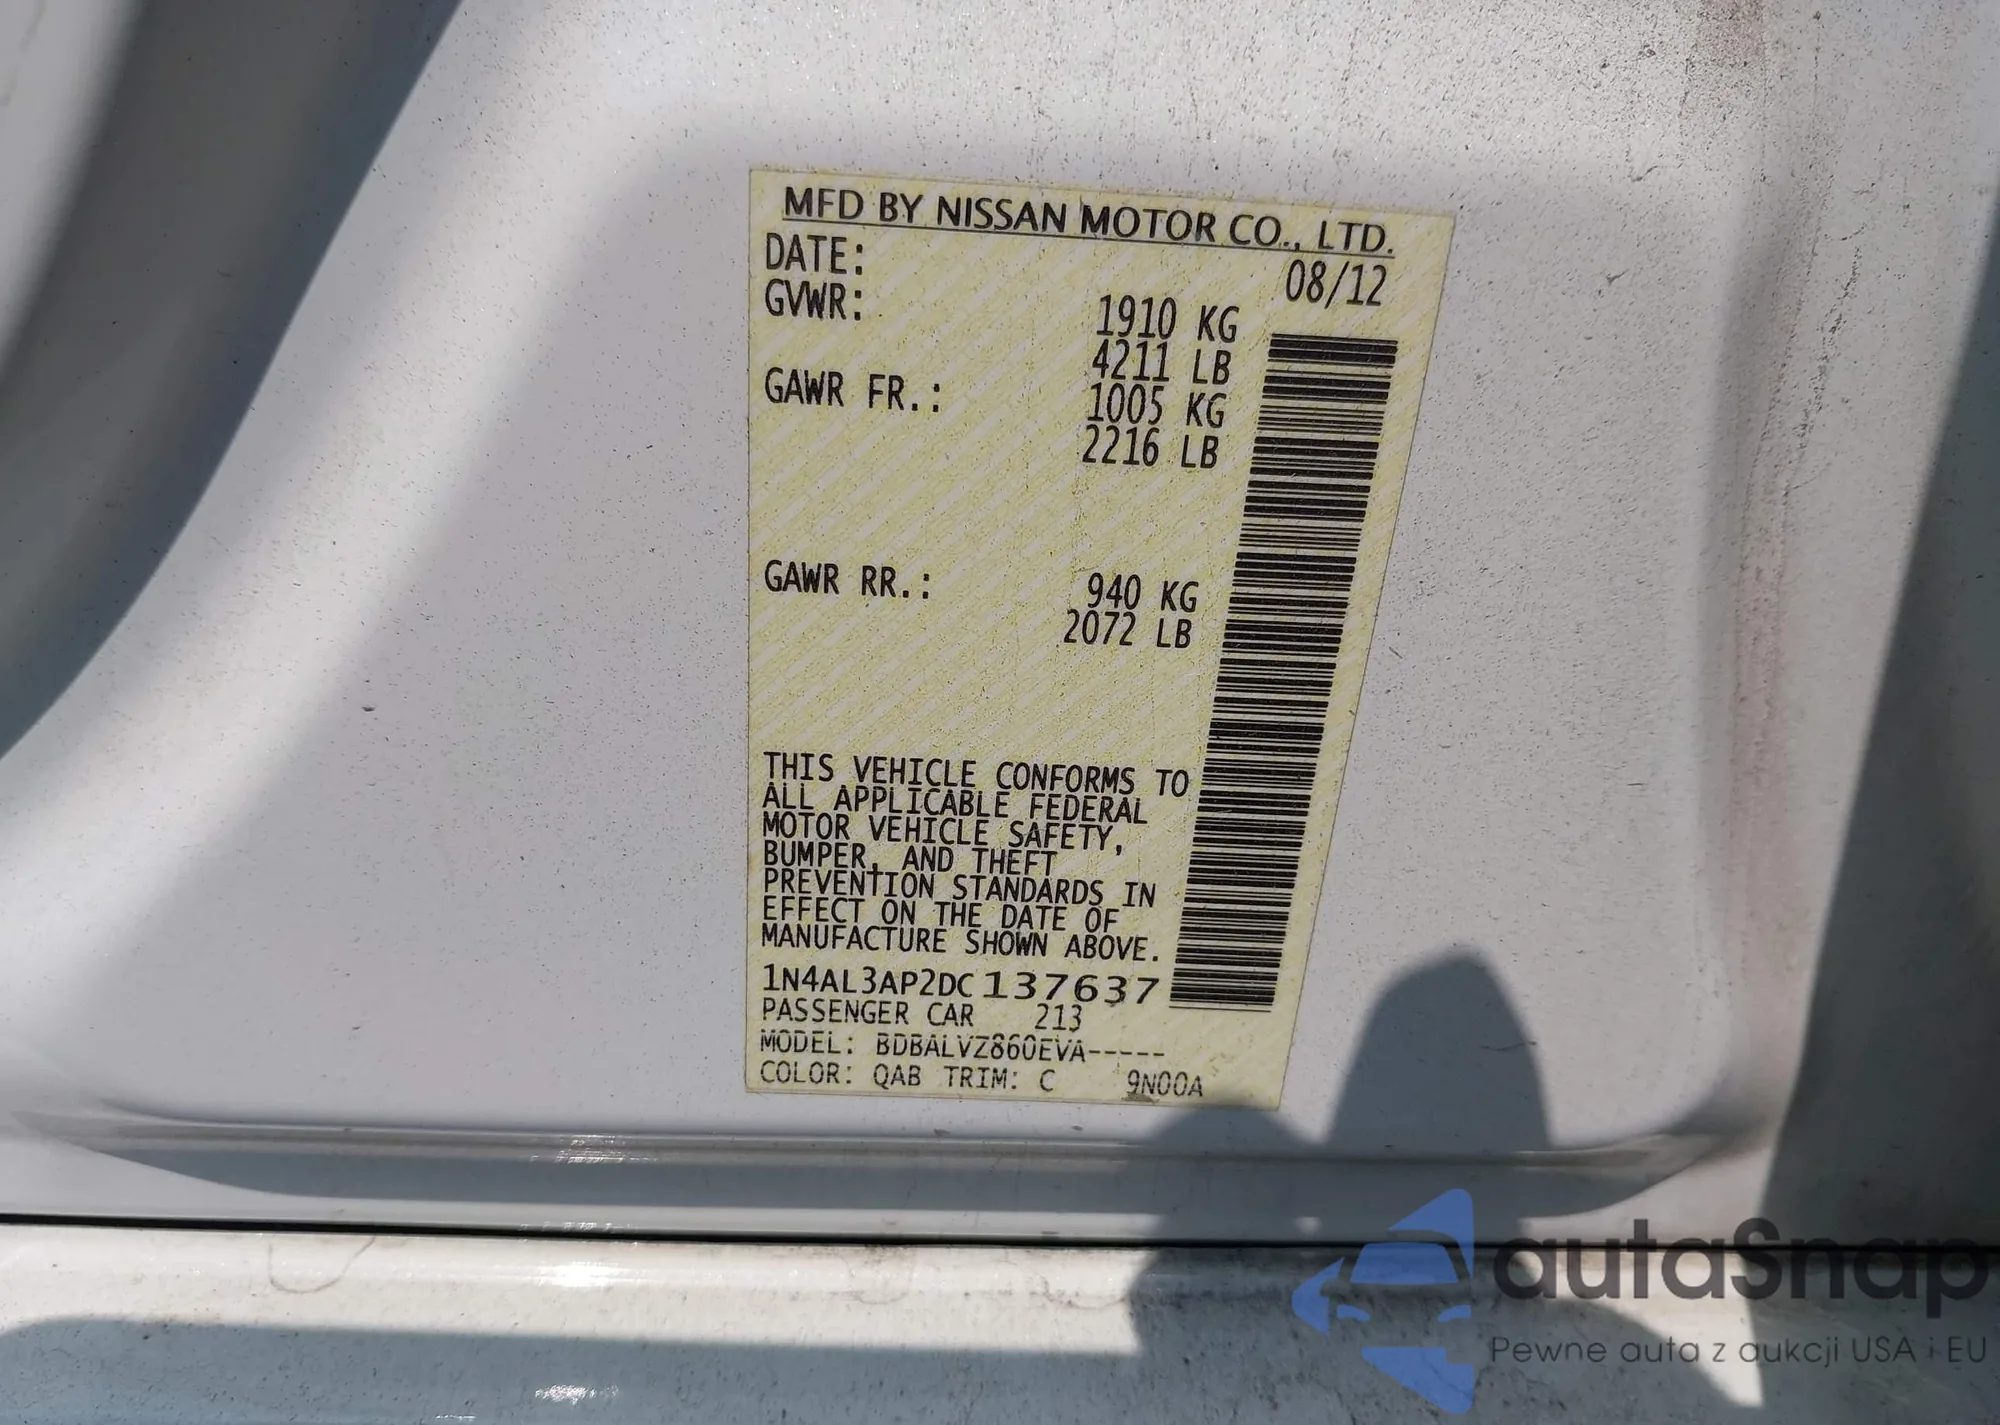 MFD BY NISSAN MOTOR CO., LTD.
DATE: 08/12
GVWR: 1910 KG
4211 LB
GAWR FR.: 1005 KG
2216 LB
GAWR RR.: 940 KG
2072 LB
THIS VEHICLE CONFORMS TO
ALL APPLICABLE FEDERAL
MOTOR VEHICLE SAFETY,
BUMPER, AND THEFT
PREVENTION STANDARDS IN
EFFECT ON THE DATE OF
MANUFACTURE SHOWN ABOVE.
1N4AL3AP2DC137637
PASSENGER CAR 213
MODEL: BDBALVZ860EVA-----
COLOR: QAB TRIM: C 9N00A
autaSnap
Pewne auta z aukcji USA i EU